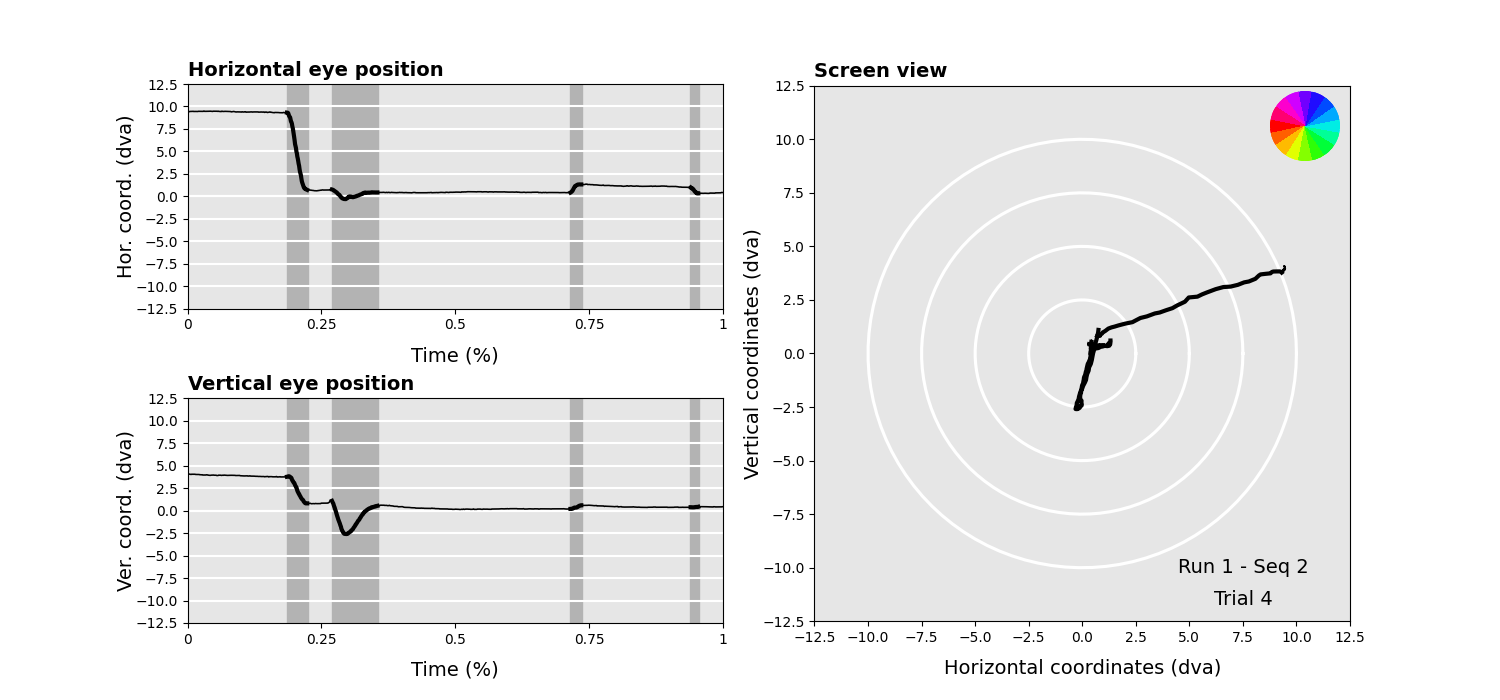 Horizontal eye position
Hor. coord. (dva)
12.5
10.0
7.5
5.0
2.5
0.0
−2.5
−5.0
−7.5
−10.0
−12.5
0 0.25 0.5 0.75 1
Time (%)
Vertical eye position
Ver. coord. (dva)
12.5
10.0
7.5
5.0
2.5
0.0
−2.5
−5.0
−7.5
−10.0
−12.5
0 0.25 0.5 0.75 1
Time (%)
Screen view
Vertical coordinates (dva)
12.5
10.0
7.5
5.0
2.5
0.0
−2.5
−5.0
−7.5
−10.0
−12.5
Run 1 - Seq 2
Trial 4
−12.5 −10.0 −7.5 −5.0 −2.5 0.0 2.5 5.0 7.5 10.0 12.5
Horizontal coordinates (dva)